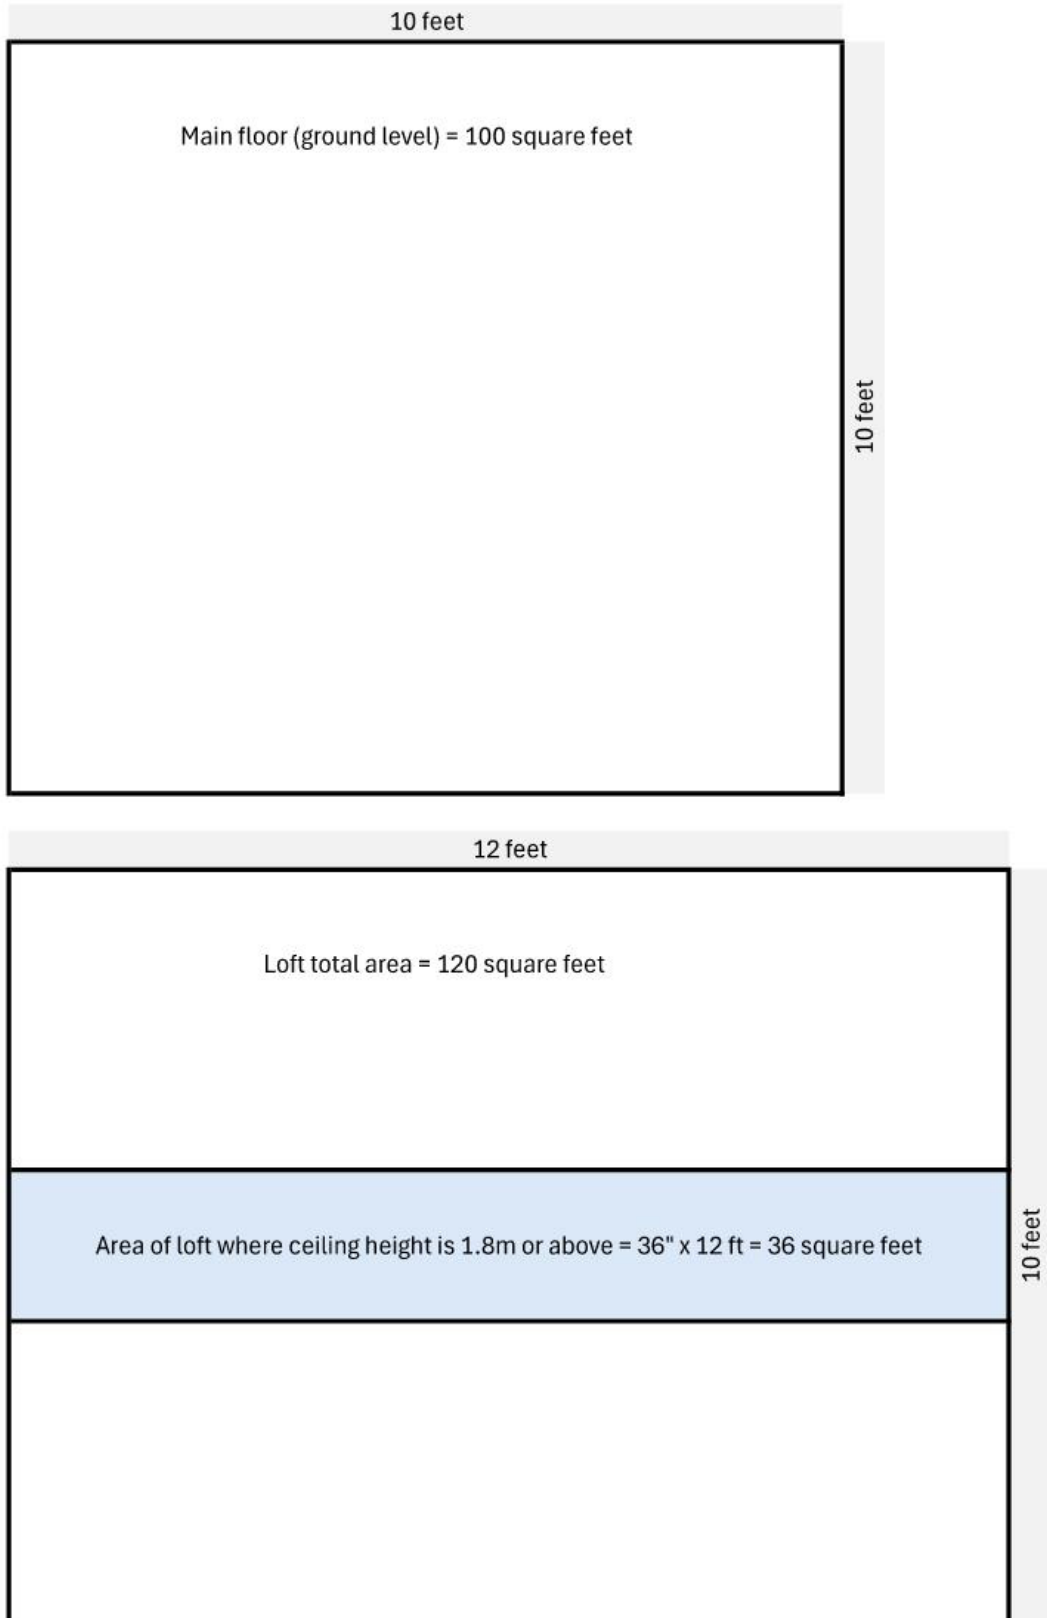 10 feet
Main floor (ground level) = 100 square feet
10 feet
12 feet
Loft total area = 120 square feet
Area of loft where ceiling height is 1.8m or above = 36" x 12 ft = 36 square feet
10 feet